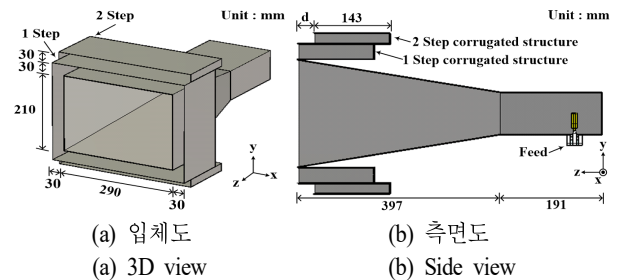 2 Step
Unit : mm
1 Step
30
30
210
30
290
30
y
z
x
d
143
Unit : mm
2 Step corrugated structure
1 Step corrugated structure
Feed
y
z
x
397
191
(a) 입체도
(a) 3D view
(b) 측면도
(b) Side view